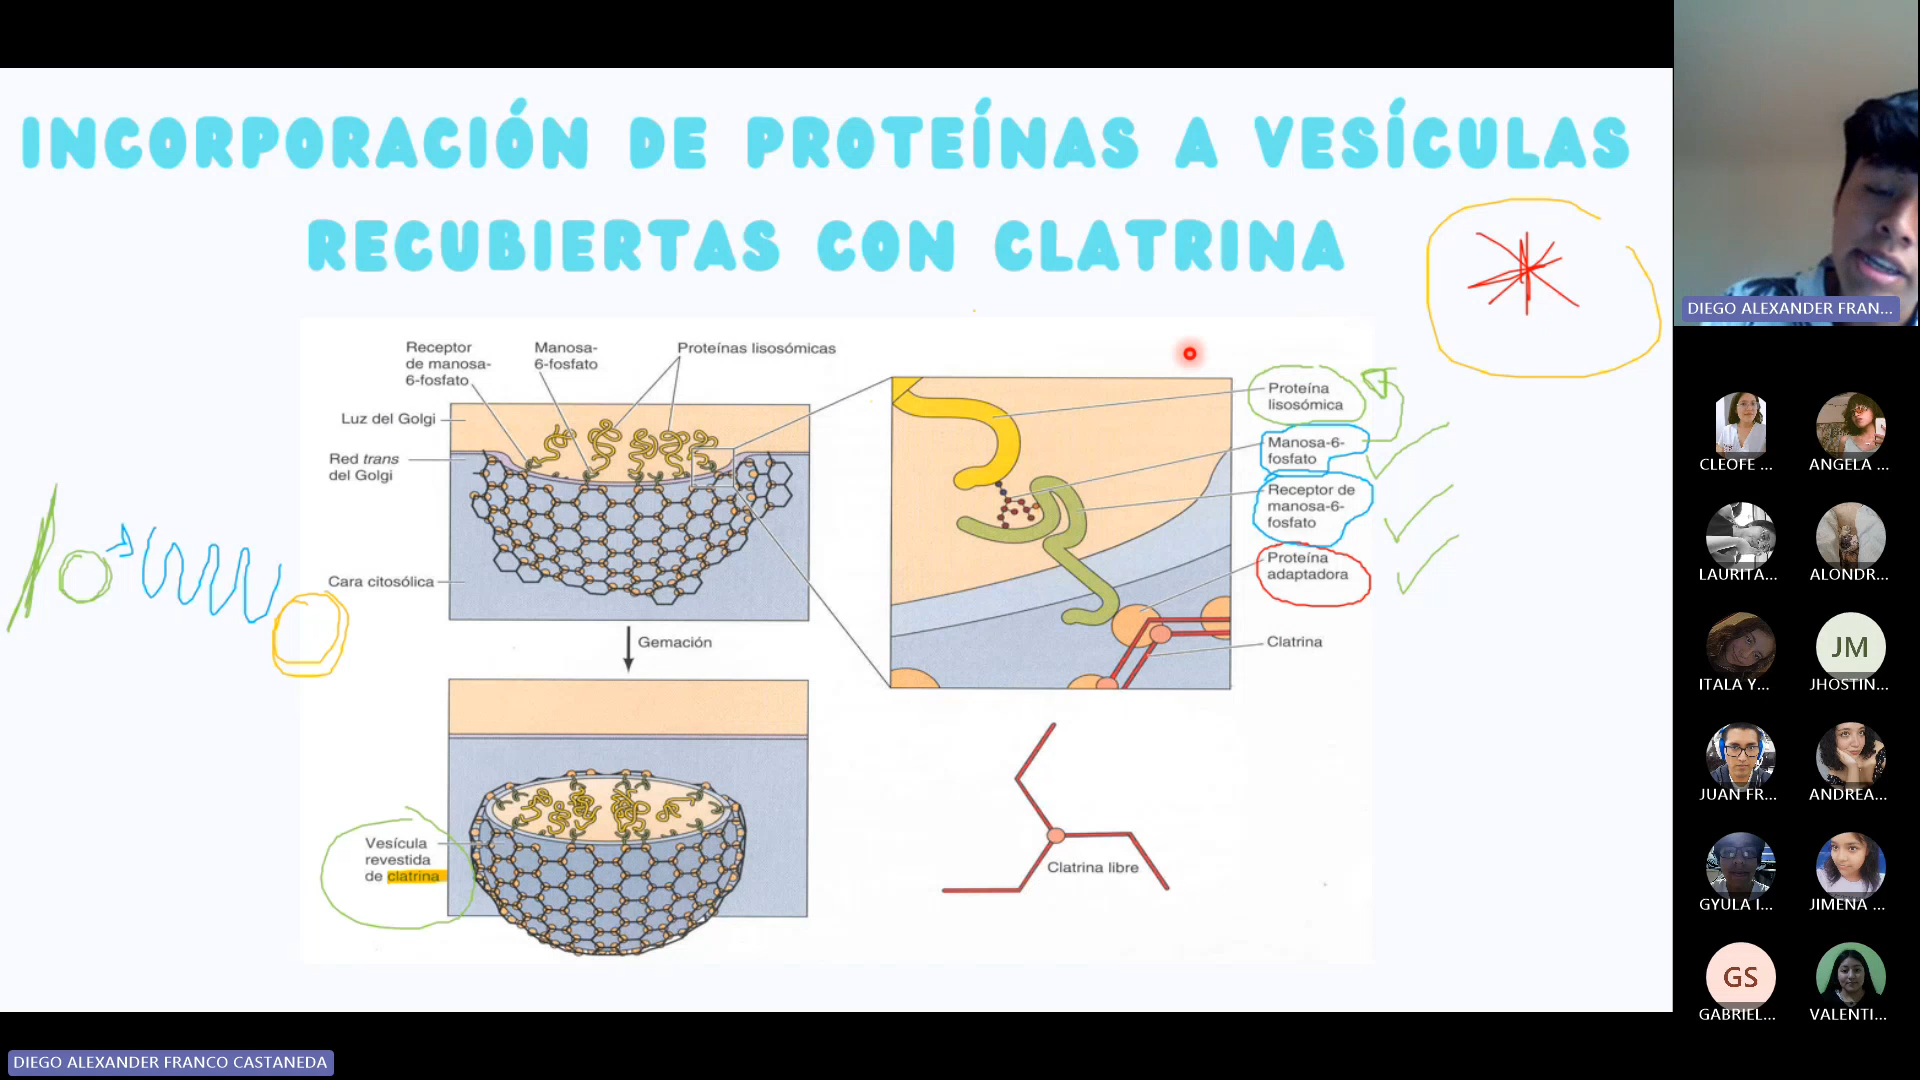 INCORPORACIÓN DE PROTEÍNAS A VESÍCULAS
RECUBIERTAS CON CLATRINA
Receptor
de manosa-
6-fosfato
Manosa-
6-fosfato
Proteínas lisosómicas
Luz del Golgi
Red trans
del Golgi
Cara citosólica
Gemación
Vesícula
revestida
de clatrina
Proteína
lisosómica
Manosa-6-
fosfato
Receptor de
manosa-6-
fosfato
Proteína
adaptadora
Clatrina
Clatrina libre
DIEGO ALEXANDER FRAN...
CLEOFE ...
ANGELA ...
LAURITA...
ALONDR...
ITALA Y...
JM
JHOSTIN...
JUAN FR...
ANDREA...
GYULA I...
JIMENA ...
GS
GABRIEL...
VALENTI...
DIEGO ALEXANDER FRANCO CASTANEDA